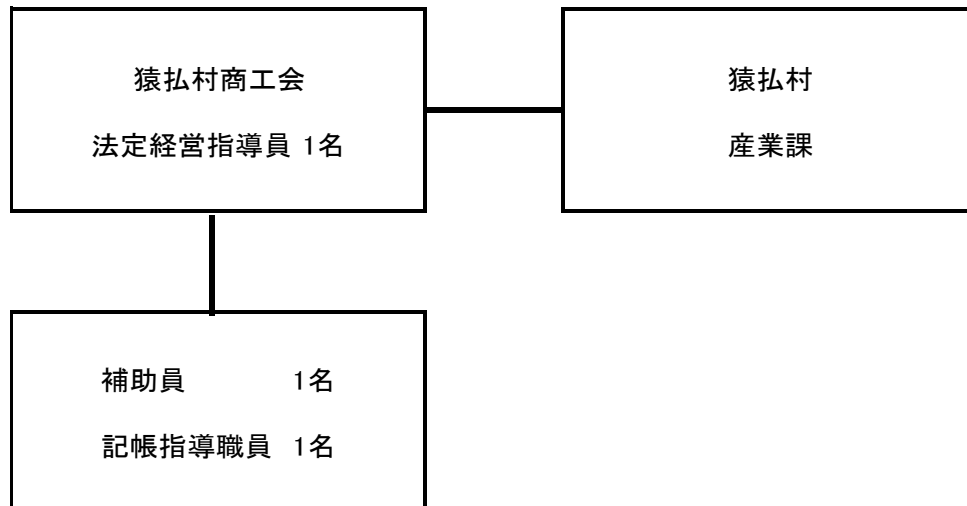 猿払村商工会
法定経営指導員 1名
猿払村
産業課
補助員 1名
記帳指導職員 1名